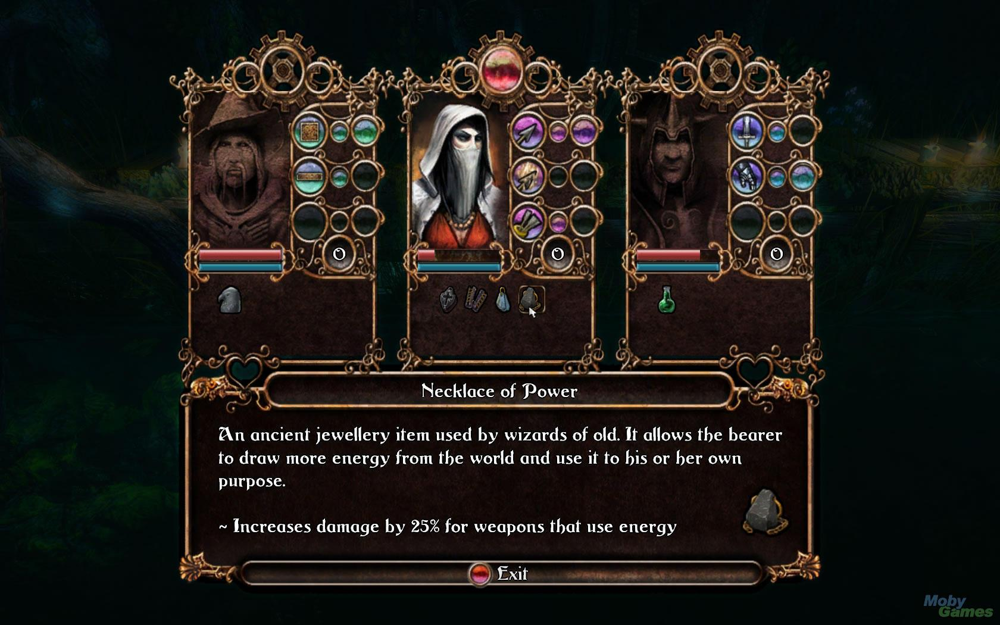 0
0
0
Necklace of Power
An ancient jewellery item used by wizards of old. It allows the bearer
to draw more energy from the world and use it to his or her own
purpose.
~ Increases damage by 25% for weapons that use energy
Exit
Moby
Games